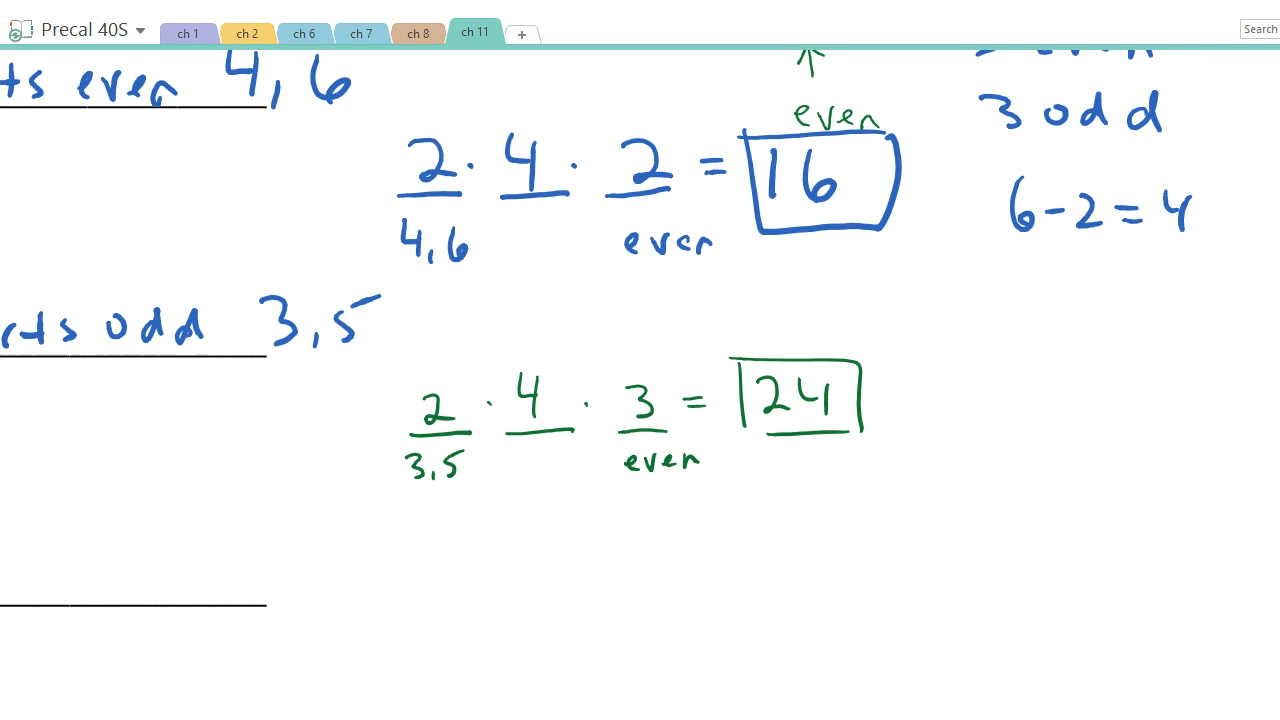 Precal 40S ch 1 ch 2 ch 6 ch 7 ch 8 ch 11 +
Search
ts even 4,6
even
3 odd
2 · 4 · 2 = 16
4,6 even
6-2=4
rts odd 3,5
2 · 4 · 3 = 24
3,5 even